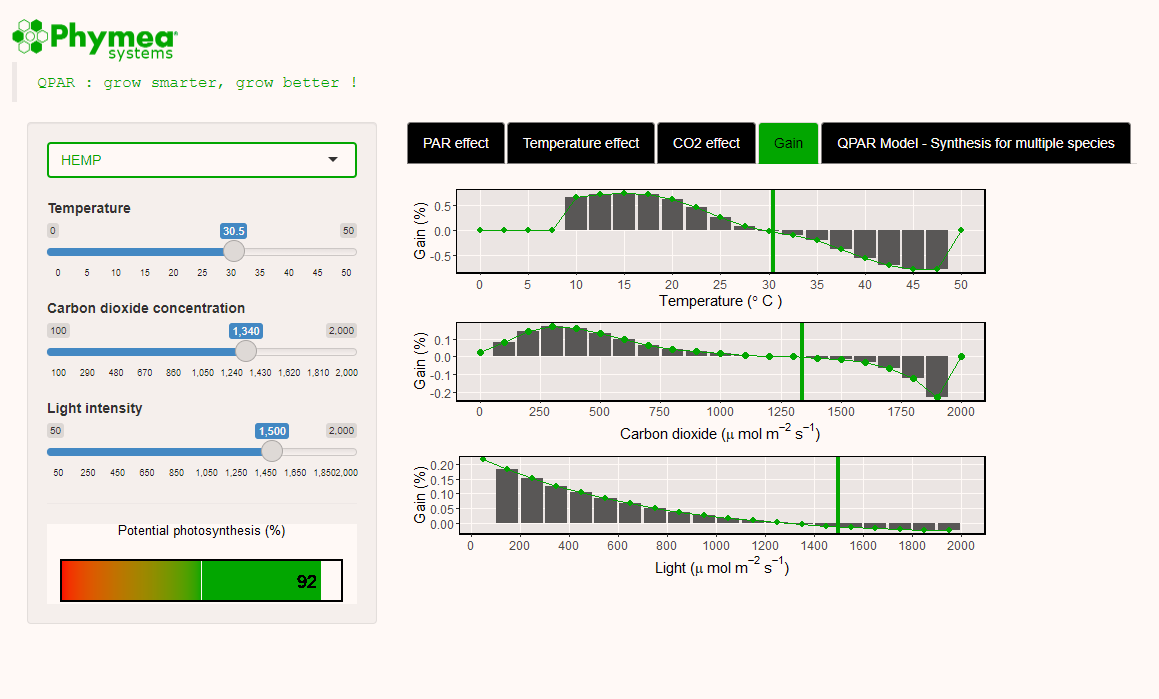 Phymea
systems
QPAR : grow smarter, grow better !
HEMP
Temperature
0 30.5 50
0 5 10 15 20 25 30 35 40 45 50
Carbon dioxide concentration
100 1,340 2,000
100 290 480 670 860 1,050 1,240 1,430 1,620 1,810 2,000
Light intensity
50 1,500 2,000
50 250 450 650 850 1,050 1,250 1,450 1,650 1,850 2,000
Potential photosynthesis (%)
92
PAR effect Temperature effect CO2 effect Gain QPAR Model - Synthesis for multiple species
Gain (%)
0.5
0.0
-0.5
0 5 10 15 20 25 30 35 40 45 50
Temperature (° C )
Gain (%)
0.1
0.0
-0.1
-0.2
0 250 500 750 1000 1250 1500 1750 2000
Carbon dioxide (μ mol m−2 s−1)
Gain (%)
0.20
0.15
0.10
0.05
0.00
0 200 400 600 800 1000 1200 1400 1600 1800 2000
Light (μ mol m−2 s−1)